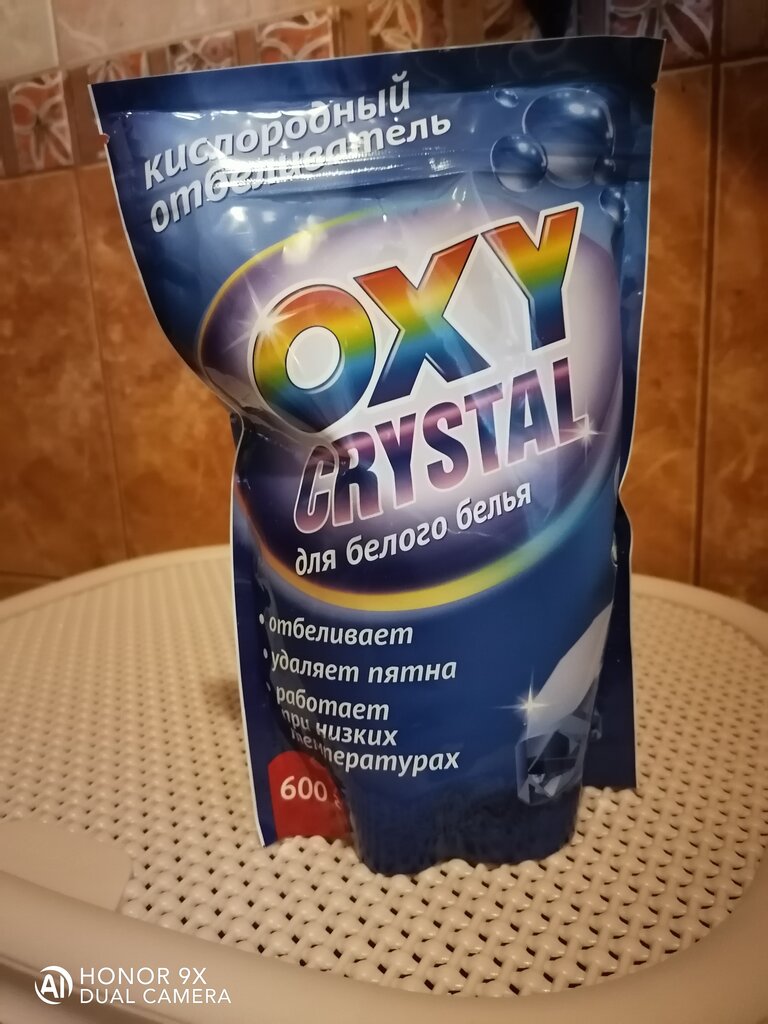 кислородный
отбеливатель
OXY
CRYSTAL
для белого белья
• отбеливает
• удаляет пятна
• работает
при низких
температурах
600
HONOR 9X
DUAL CAMERA